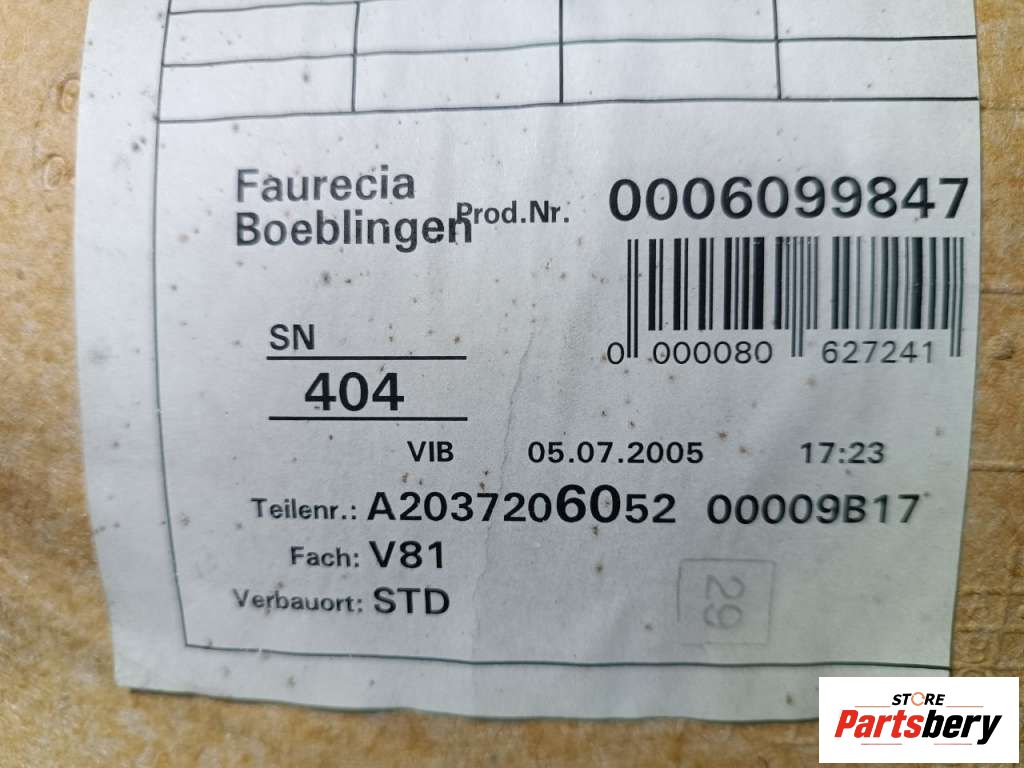 Faurecia
Boeblingen
Prod.Nr. 0006099847
0 000080 627241
SN
404
VIB 05.07.2005 17:23
Teilenr.: A2037206052 00009B17
Fach: V81
Verbauort: STD
29
STORE
Partsbery